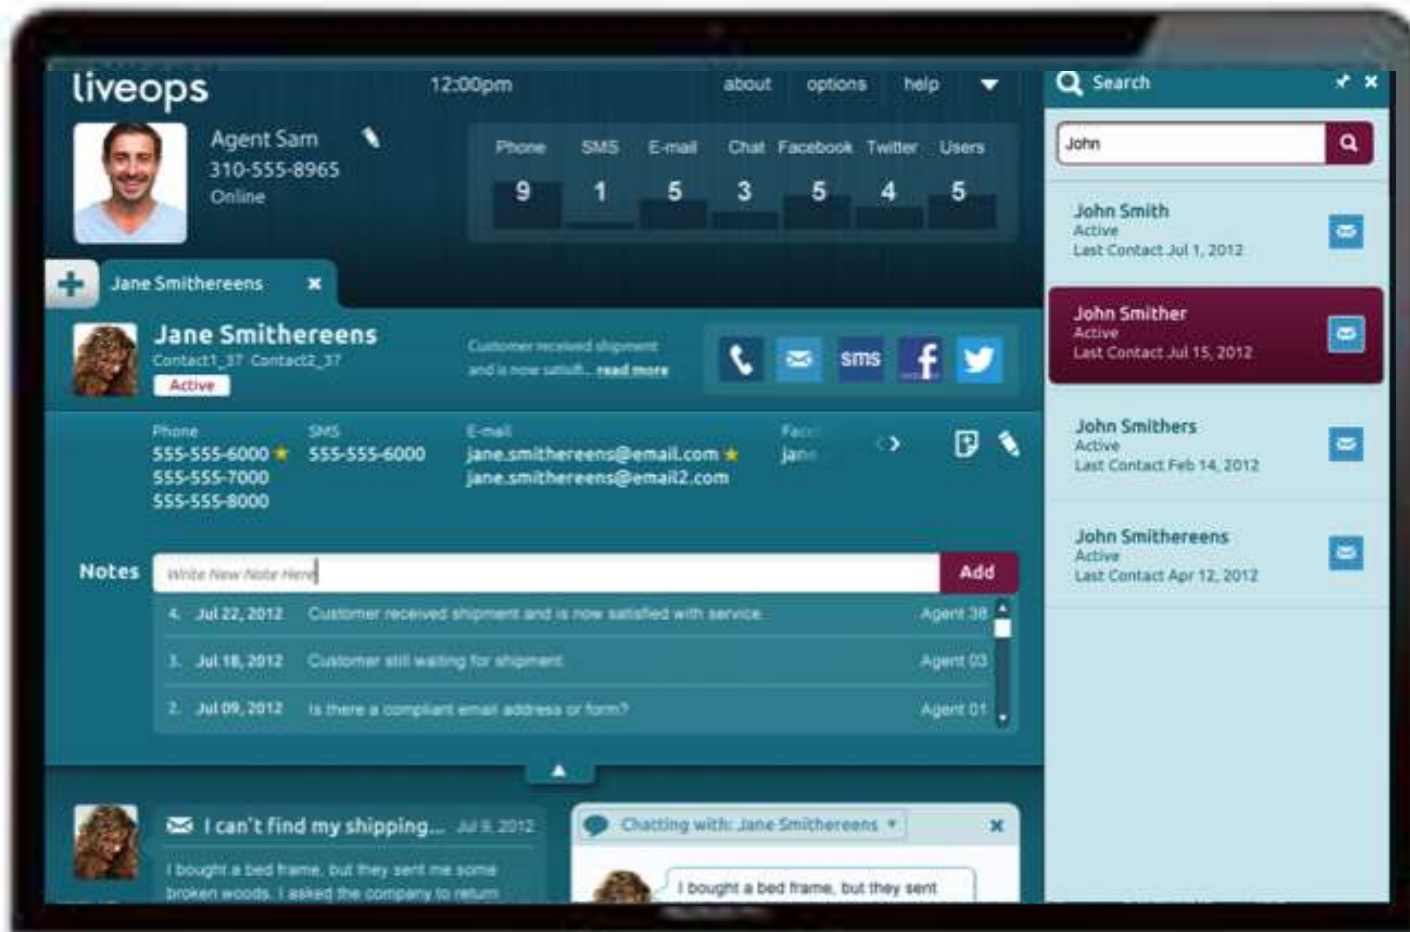 liveops
12:00pm
about options help
Agent Sam
310-555-8965
Online
Phone SMS E-mail Chat Facebook Twitter Users
9 1 5 3 5 4 5
Jane Smithereens
Jane Smithereens
Contact1_37 Contact2_37
Active
Customer received shipment
and is now satisfi... read more
sms
f
Phone
555-555-6000
555-555-7000
555-555-8000
SMS
555-555-6000
E-mail
jane.smithereens@email.com
jane.smithereens@email2.com
Face
jane
Notes
Write New Note Here
Add
4. Jul 22, 2012 Customer received shipment and is now satisfied with service. Agent 38
3. Jul 18, 2012 Customer still waiting for shipment. Agent 03
2. Jul 09, 2012 Is there a compliant email address or form? Agent 01
I can't find my shipping... Jul 9, 2012
I bought a bed frame, but they sent me some
broken woods. I asked the company to return
Chatting with: Jane Smithereens
I bought a bed frame, but they sent
Search
John
John Smith
Active
Last Contact Jul 1, 2012
John Smither
Active
Last Contact Jul 15, 2012
John Smithers
Active
Last Contact Feb 14, 2012
John Smithereens
Active
Last Contact Apr 12, 2012